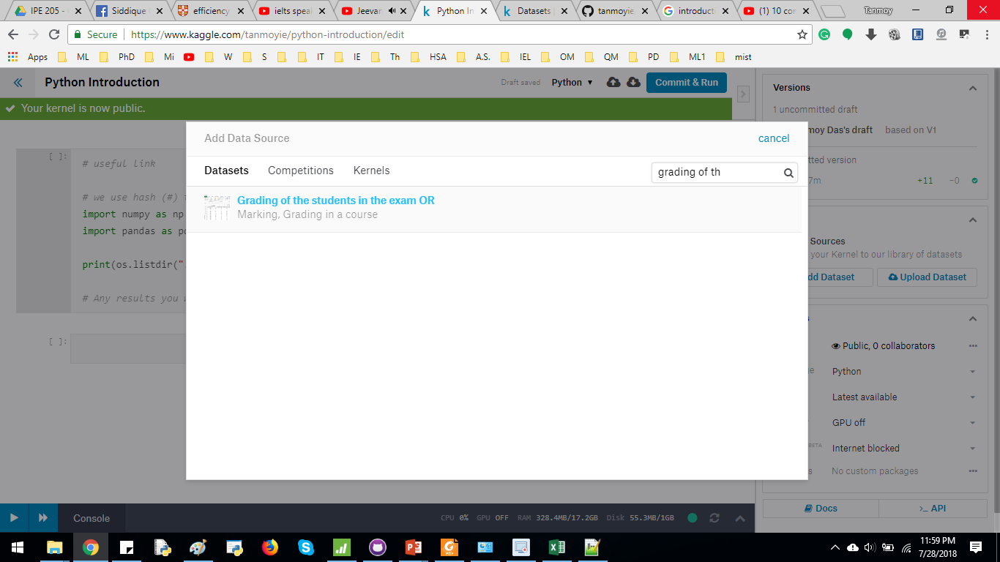 IPE 205 -
Siddique
efficiency
ielts speal
Jeevan
Python In
Datasets
tanmoyie
introducti
(1) 10 cor
Tanmoy
Secure
https://www.kaggle.com/tanmoyie/python-introduction/edit
Apps ML PhD Mi W S IT IE Th HSA A.S. IEL OM QM PD ML1 mist
Python Introduction
Draft saved
Python
Commit & Run
Your kernel is now public.
[ ]:
# useful link
# we use hash (#)
import numpy as np
import pandas as
print(os.listdir("
# Any results you
[ ]:
Add Data Source
cancel
Datasets Competitions Kernels
grading of th
Grading of the students in the exam OR
Marking, Grading in a course
Versions
1 uncommitted draft
moy Das's draft based on V1
tted version
7m +11 −0
Sources
your Kernel to our library of datasets
dd Dataset
Upload Dataset
s
Public, 0 collaborators
ge Python
Latest available
GPU off
BETA Internet blocked
s No custom packages
Docs
>_ API
Console
CPU 0% GPU OFF RAM 328.4MB/17.2GB Disk 55.3MB/1GB
11:59 PM
7/28/2018